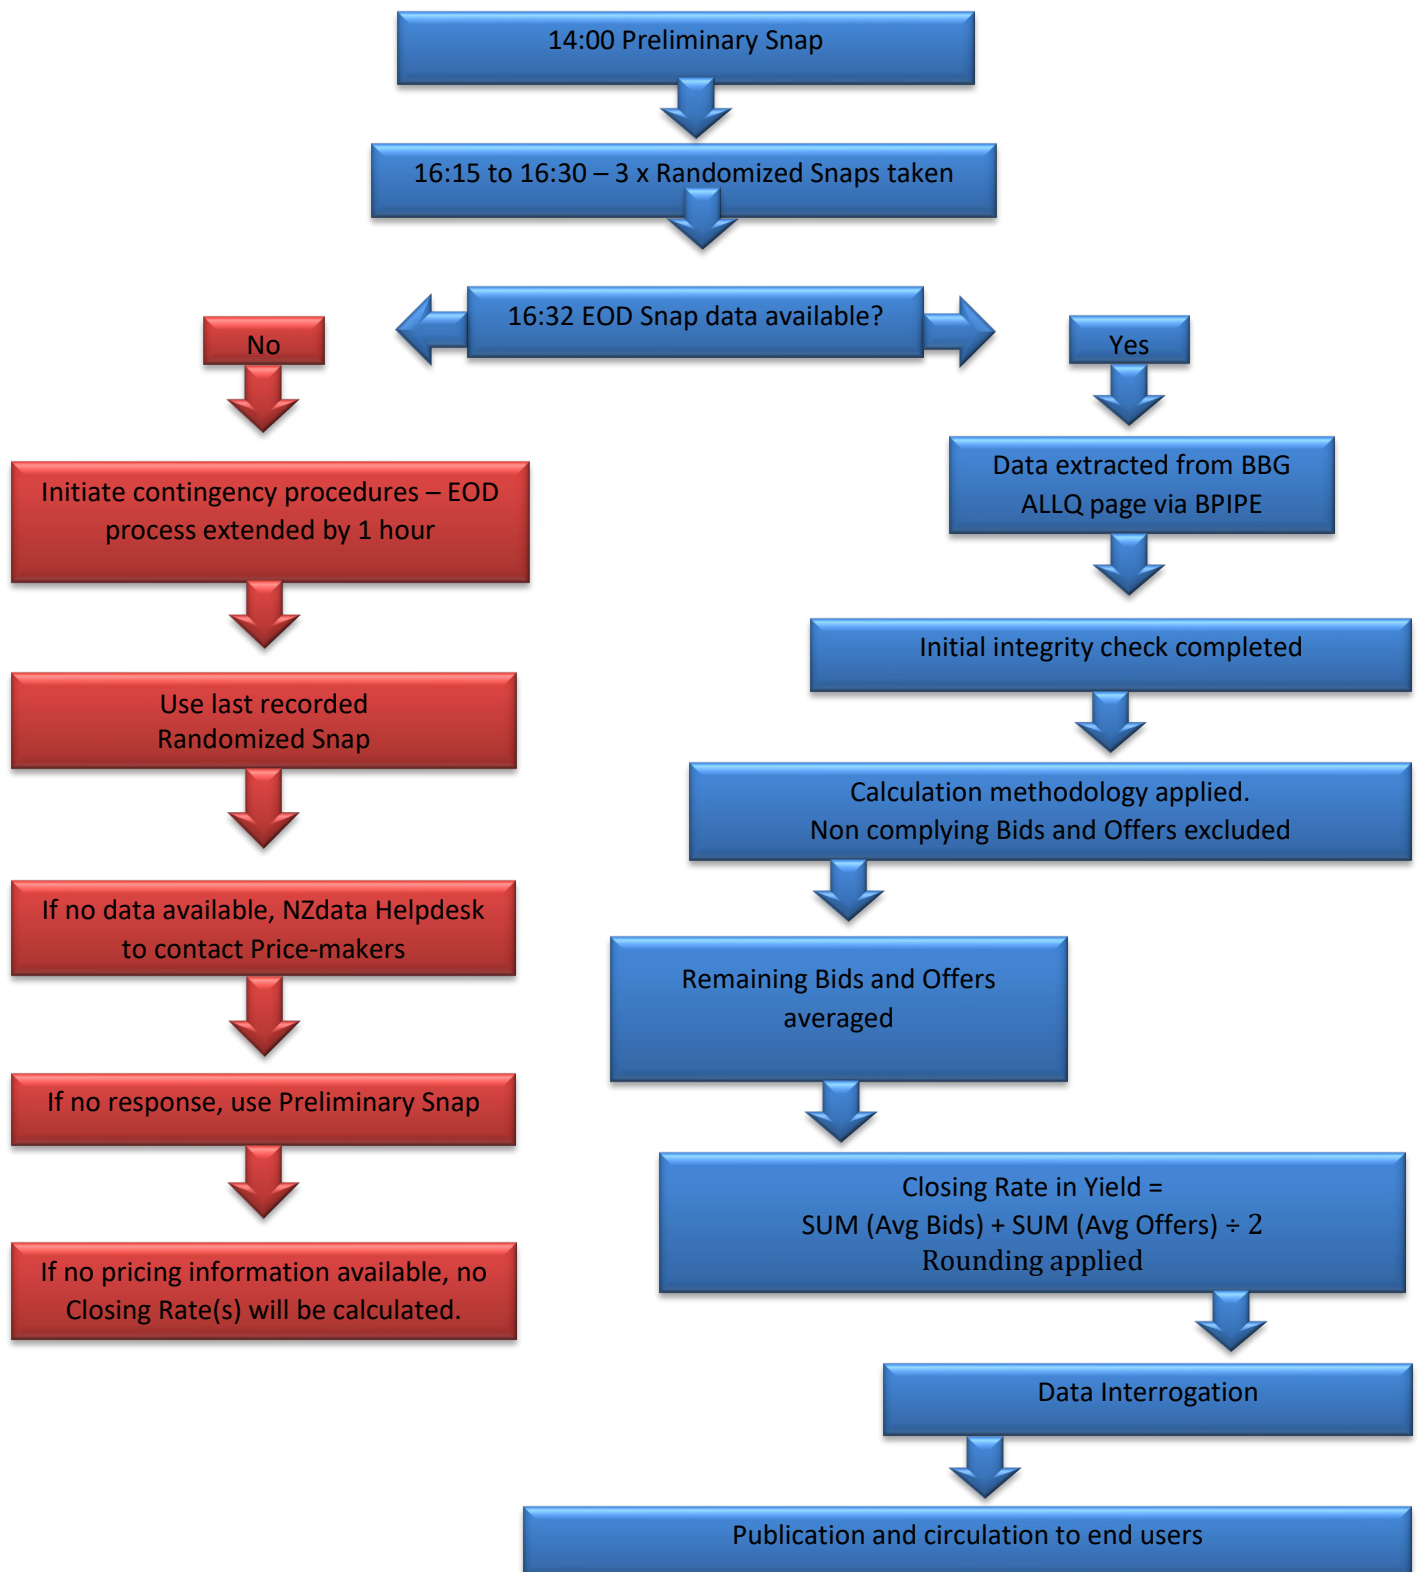 14:00 Preliminary Snap
16:15 to 16:30 – 3 x Randomized Snaps taken
16:32 EOD Snap data available?
No
Initiate contingency procedures – EOD
process extended by 1 hour
Use last recorded
Randomized Snap
If no data available, NZdata Helpdesk
to contact Price-makers
If no response, use Preliminary Snap
If no pricing information available, no
Closing Rate(s) will be calculated.
Yes
Data extracted from BBG
ALLQ page via BPIPE
Initial integrity check completed
Calculation methodology applied.
Non complying Bids and Offers excluded
Remaining Bids and Offers
averaged
Closing Rate in Yield =
SUM (Avg Bids) + SUM (Avg Offers) ÷ 2
Rounding applied
Data Interrogation
Publication and circulation to end users